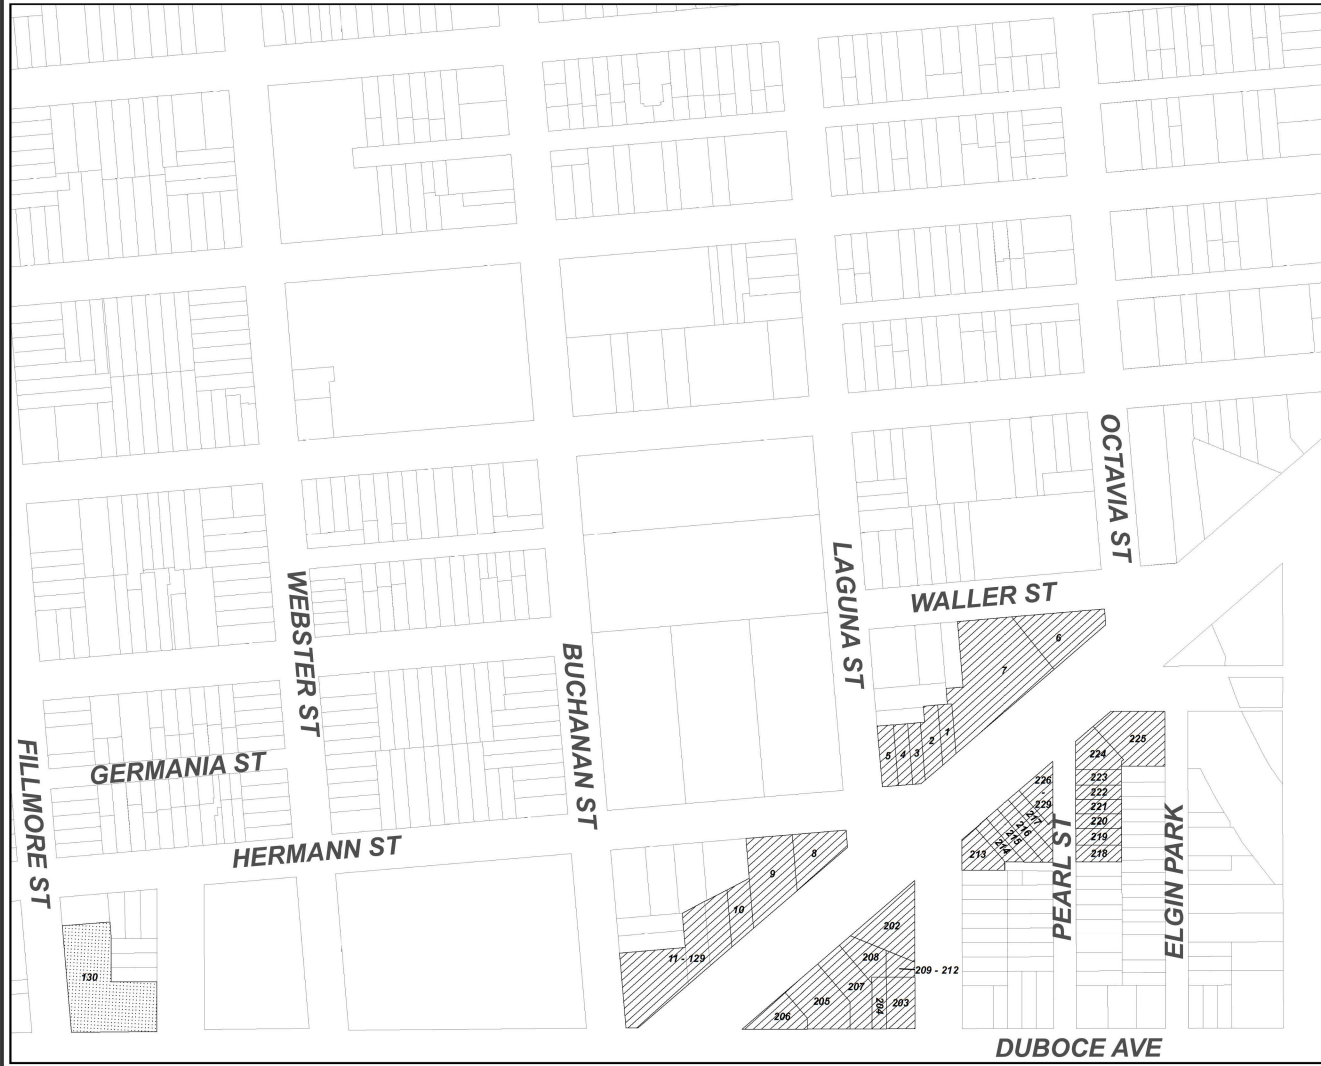 OCTAVIA ST
LAGUNA ST
WALLER ST
WEBSTER ST
BUCHANAN ST
6
7
1
2
3
4
5
FILLMORE ST
GERMANIA ST
HERMANN ST
225
224
223
222
221
220
219
218
226
-
229
217
216
215
214
213
PEARL ST
ELGIN PARK
8
9
10
11 - 129
130
202
208
209 - 212
207
205
206
204
203
DUBOCE AVE